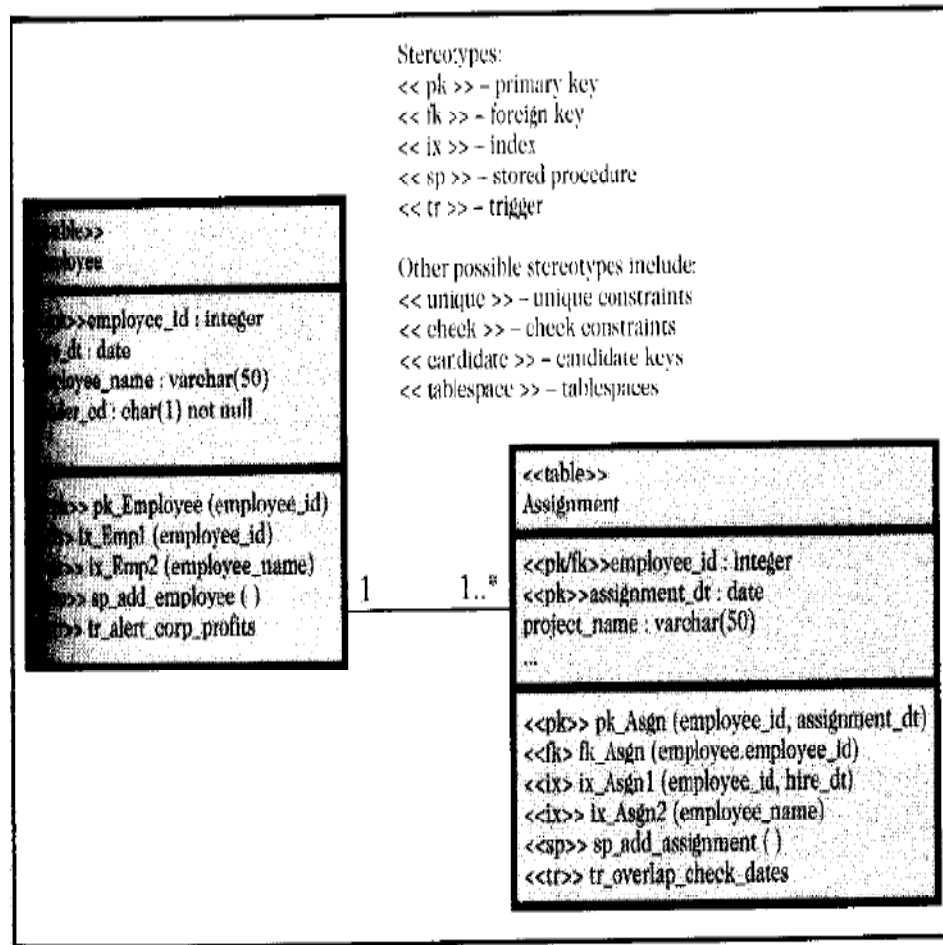 Stereotypes:
<< pk >> – primary key
<< fk >> – foreign key
<< ix >> – index
<< sp >> – stored procedure
<< tr >> – trigger
Other possible stereotypes include:
<< unique >> – unique constraints
<< check >> – check constraints
<< candidate >> – candidate keys
<< tablespace >> – tablespaces
ble>>
ployee
>>employee_id : integer
_dt : date
ployee_name : varchar(50)
der_cd : char(1) not null
>> pk_Employee (employee_id)
>> ix_Emp1 (employee_id)
>> ix_Emp2 (employee_name)
>> sp_add_employee ( )
>> tr_alert_corp_profits
1 1..*
<<table>>
Assignment
<<pk/fk>>employee_id : integer
<<pk>>assignment_dt : date
project_name : varchar(50)
...
<<pk>> pk_Asgn (employee_id, assignment_dt)
<<fk> fk_Asgn (employee.employee_id)
<<ix> ix_Asgn1 (employee_id, hire_dt)
<<ix>> ix_Asgn2 (employee_name)
<<sp>> sp_add_assignment ( )
<<tr>> tr_overlap_check_dates